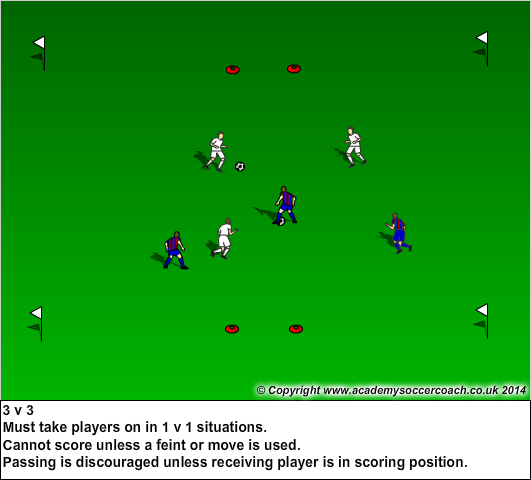 © Copyright www.academysoccercoach.co.uk 2014
3 v 3
Must take players on in 1 v 1 situations.
Cannot score unless a feint or move is used.
Passing is discouraged unless receiving player is in scoring position.